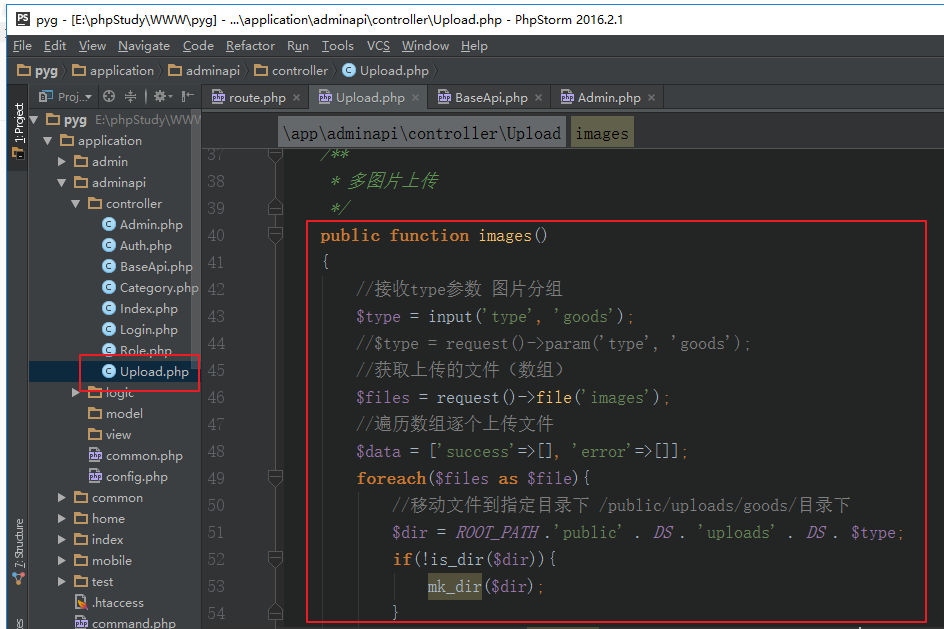 pyg - [E:\phpStudy\WWW\pyg] - ...\application\adminapi\controller\Upload.php - PhpStorm 2016.2.1
File Edit View Navigate Code Refactor Run Tools VCS Window Help
pyg application adminapi controller Upload.php
Proj.. route.php Upload.php BaseApi.php Admin.php
1: Project
pyg E:\phpStudy\WWW
application
admin
adminapi
controller
Admin.php
Auth.php
BaseApi.php
Category.php
Index.php
Login.php
Role.php
Upload.php
logic
model
view
common.php
config.php
common
home
index
mobile
test
.htaccess
command.php
7: Structure
\app\adminapi\controller\Upload images
37 /**
38 * 多图片上传
39 */
40 public function images()
41 {
42 //接收type参数 图片分组
43 $type = input('type', 'goods');
44 //$type = request()->param('type', 'goods');
45 //获取上传的文件（数组）
46 $files = request()->file('images');
47 //遍历数组逐个上传文件
48 $data = ['success'=>[], 'error'=>[]];
49 foreach($files as $file){
50 //移动文件到指定目录下 /public/uploads/goods/目录下
51 $dir = ROOT_PATH .'public' . DS . 'uploads' . DS . $type;
52 if(!is_dir($dir)){
53 mk_dir($dir);
54 }